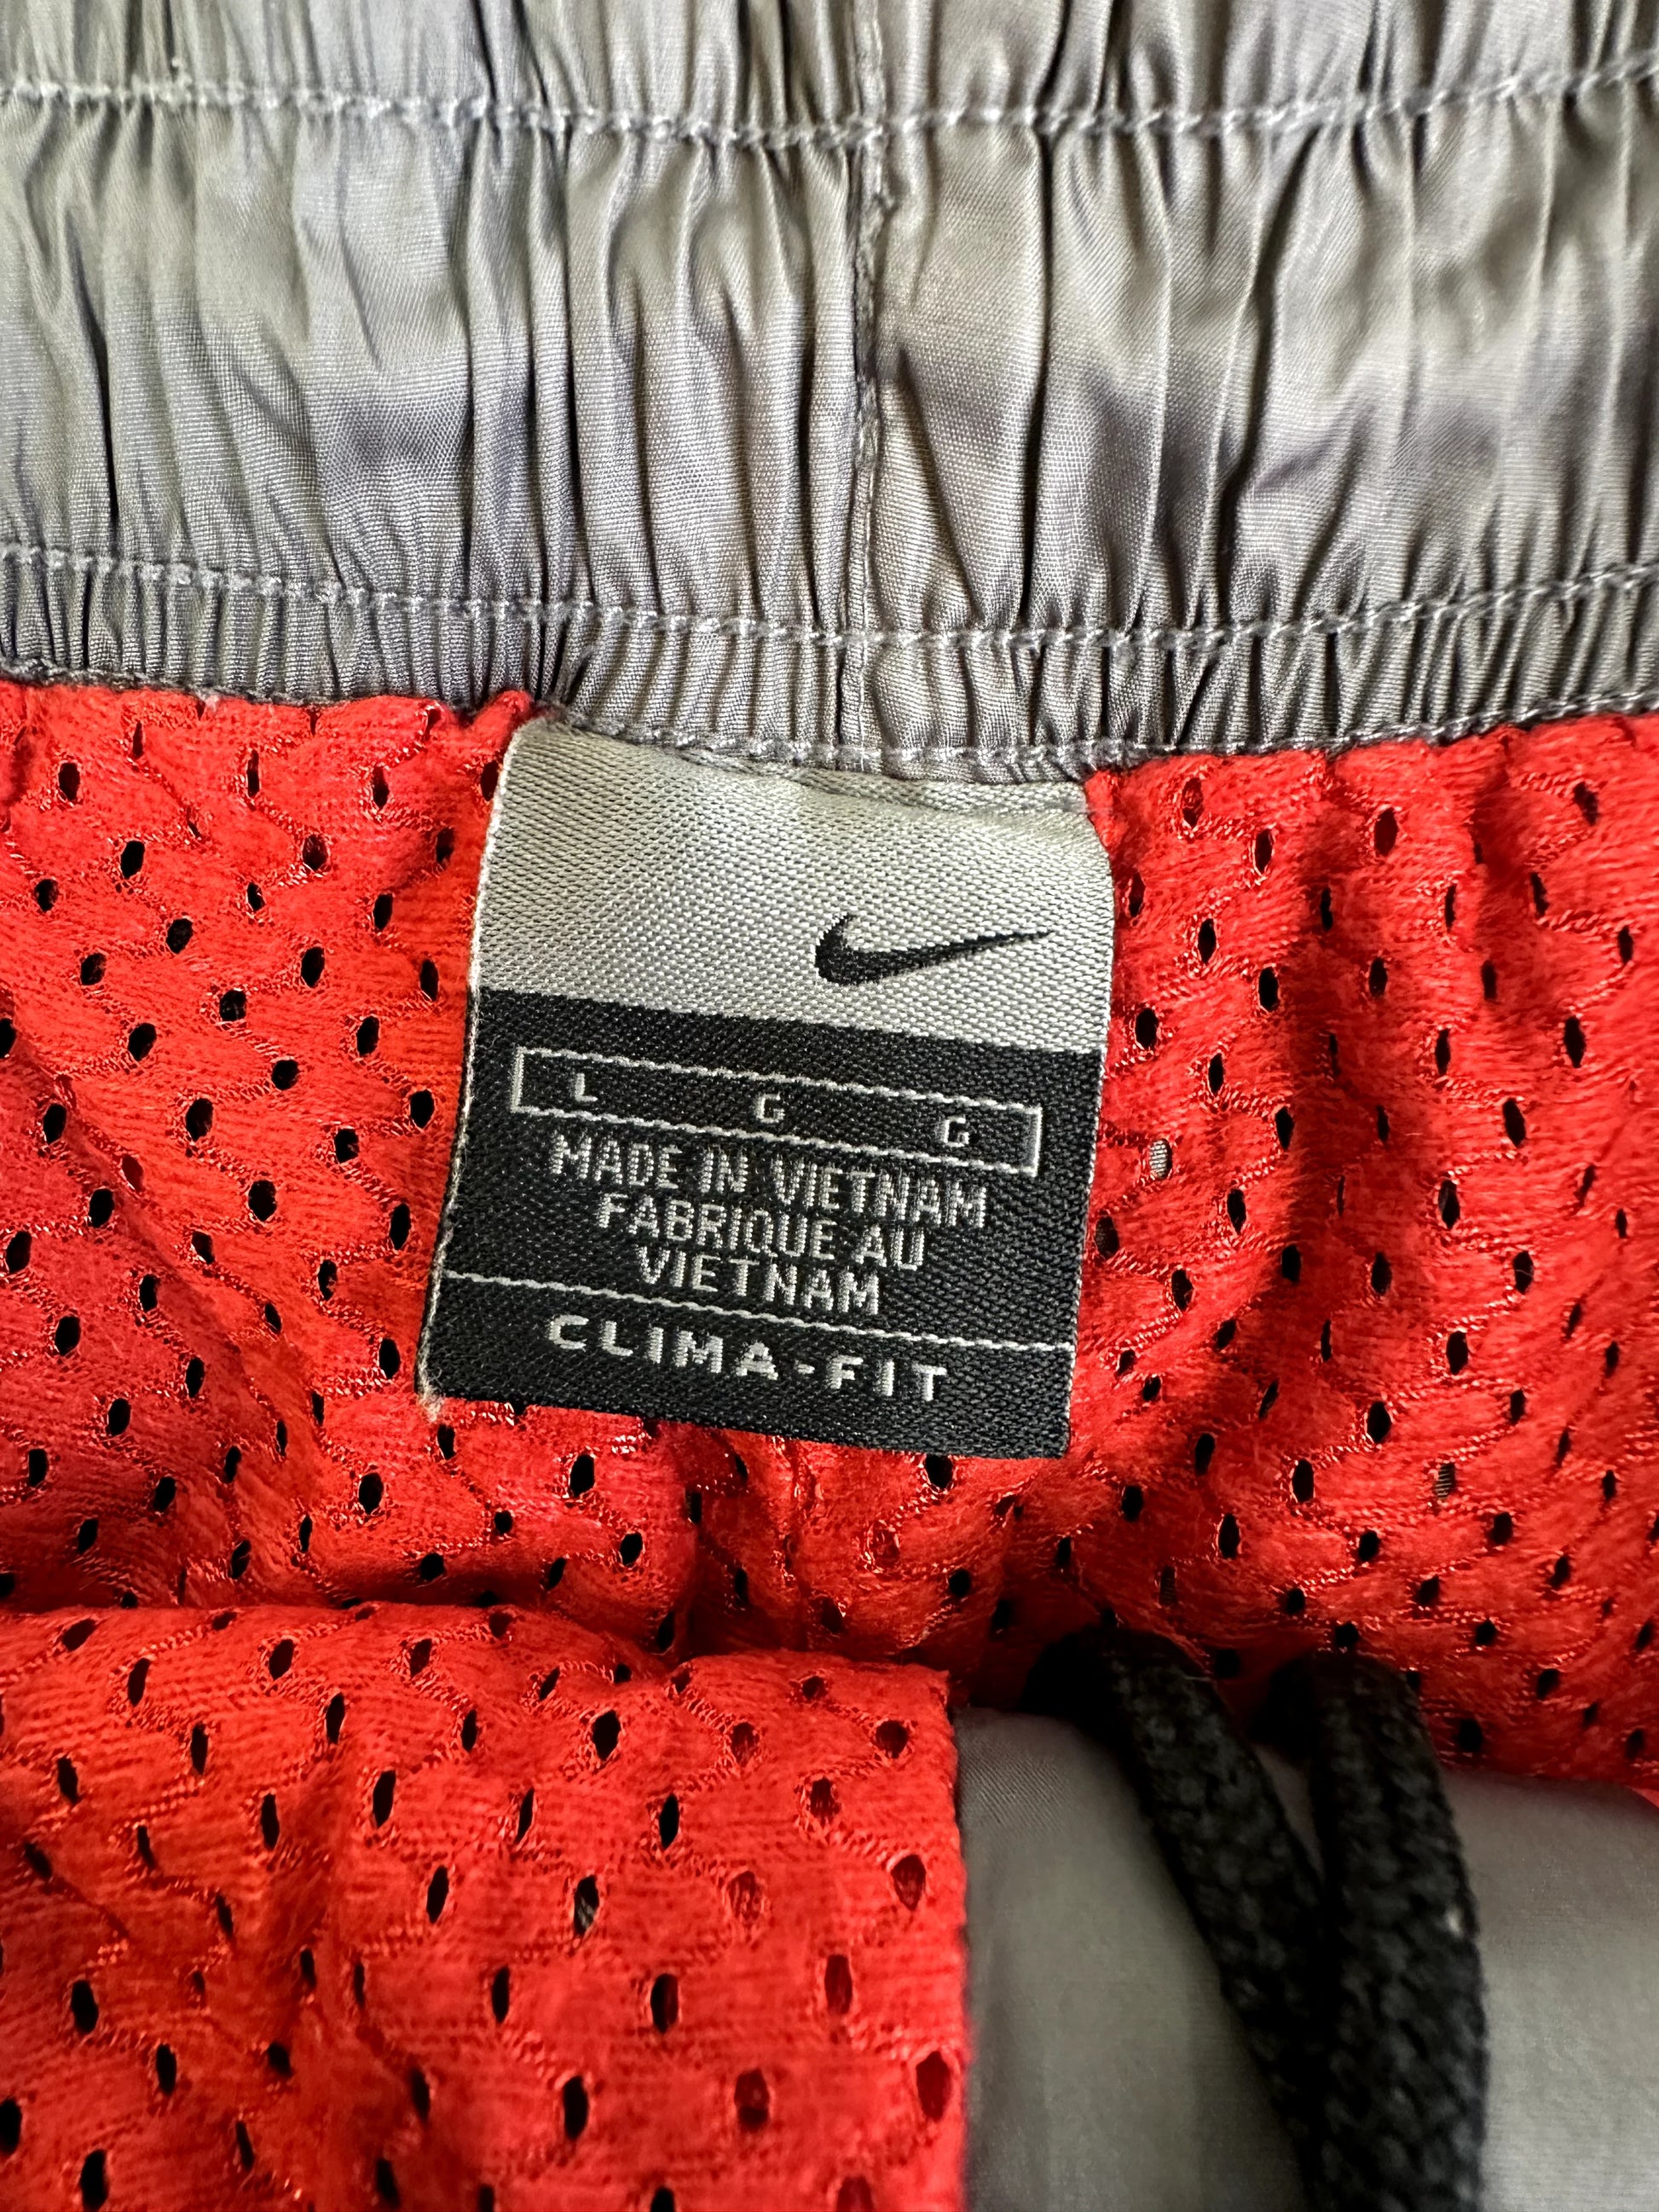 L G G
MADE IN VIETNAM
FABRIQUE AU
VIETNAM
CLIMA-FIT